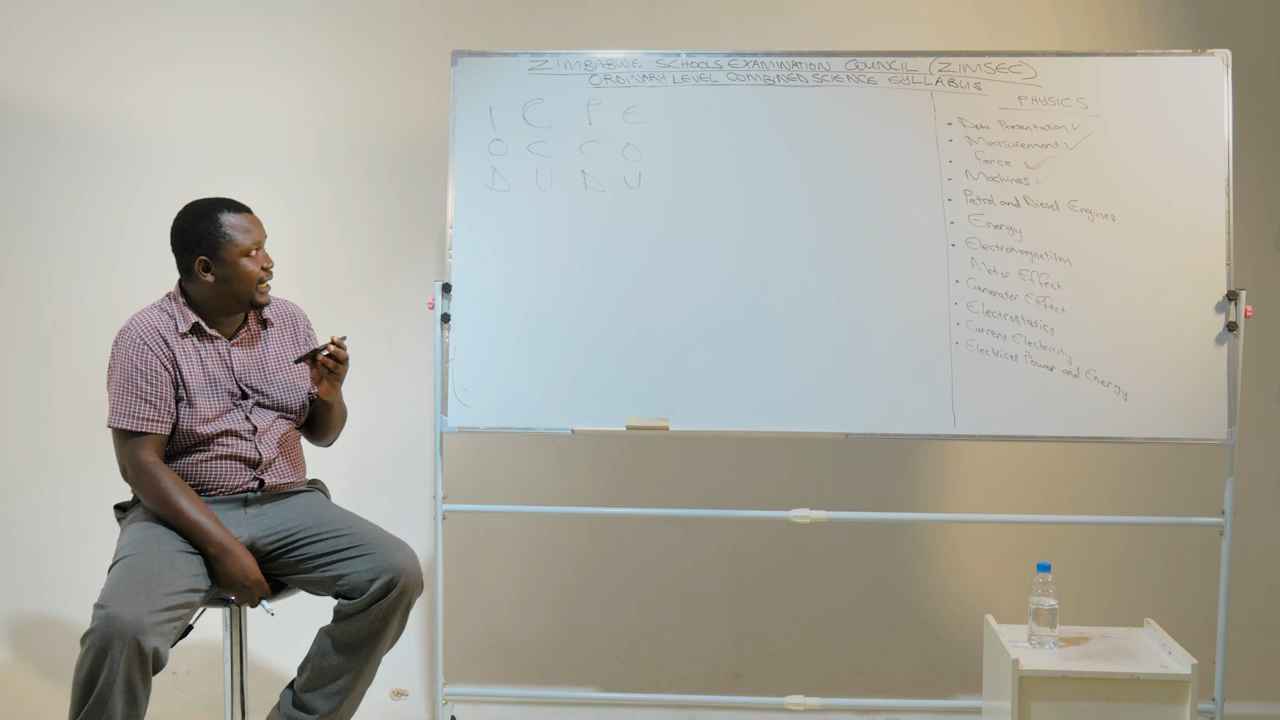 ZIMBABWE SCHOOLS EXAMINATION COUNCIL (ZIMSEC)
ORDINARY LEVEL COMBINED SCIENCE SYLLABUS
I C T E
O C C O
D U D U
PHYSICS
• Data Presentation ✓
• Measurement ✓
• Force ✓
• Machines ✓
• Petrol and Diesel Engines
• Energy
• Electromagnetism
Motor Effect
• Generator Effect
• Electrostatics
• Current Electricity
• Electrical Power and Energy